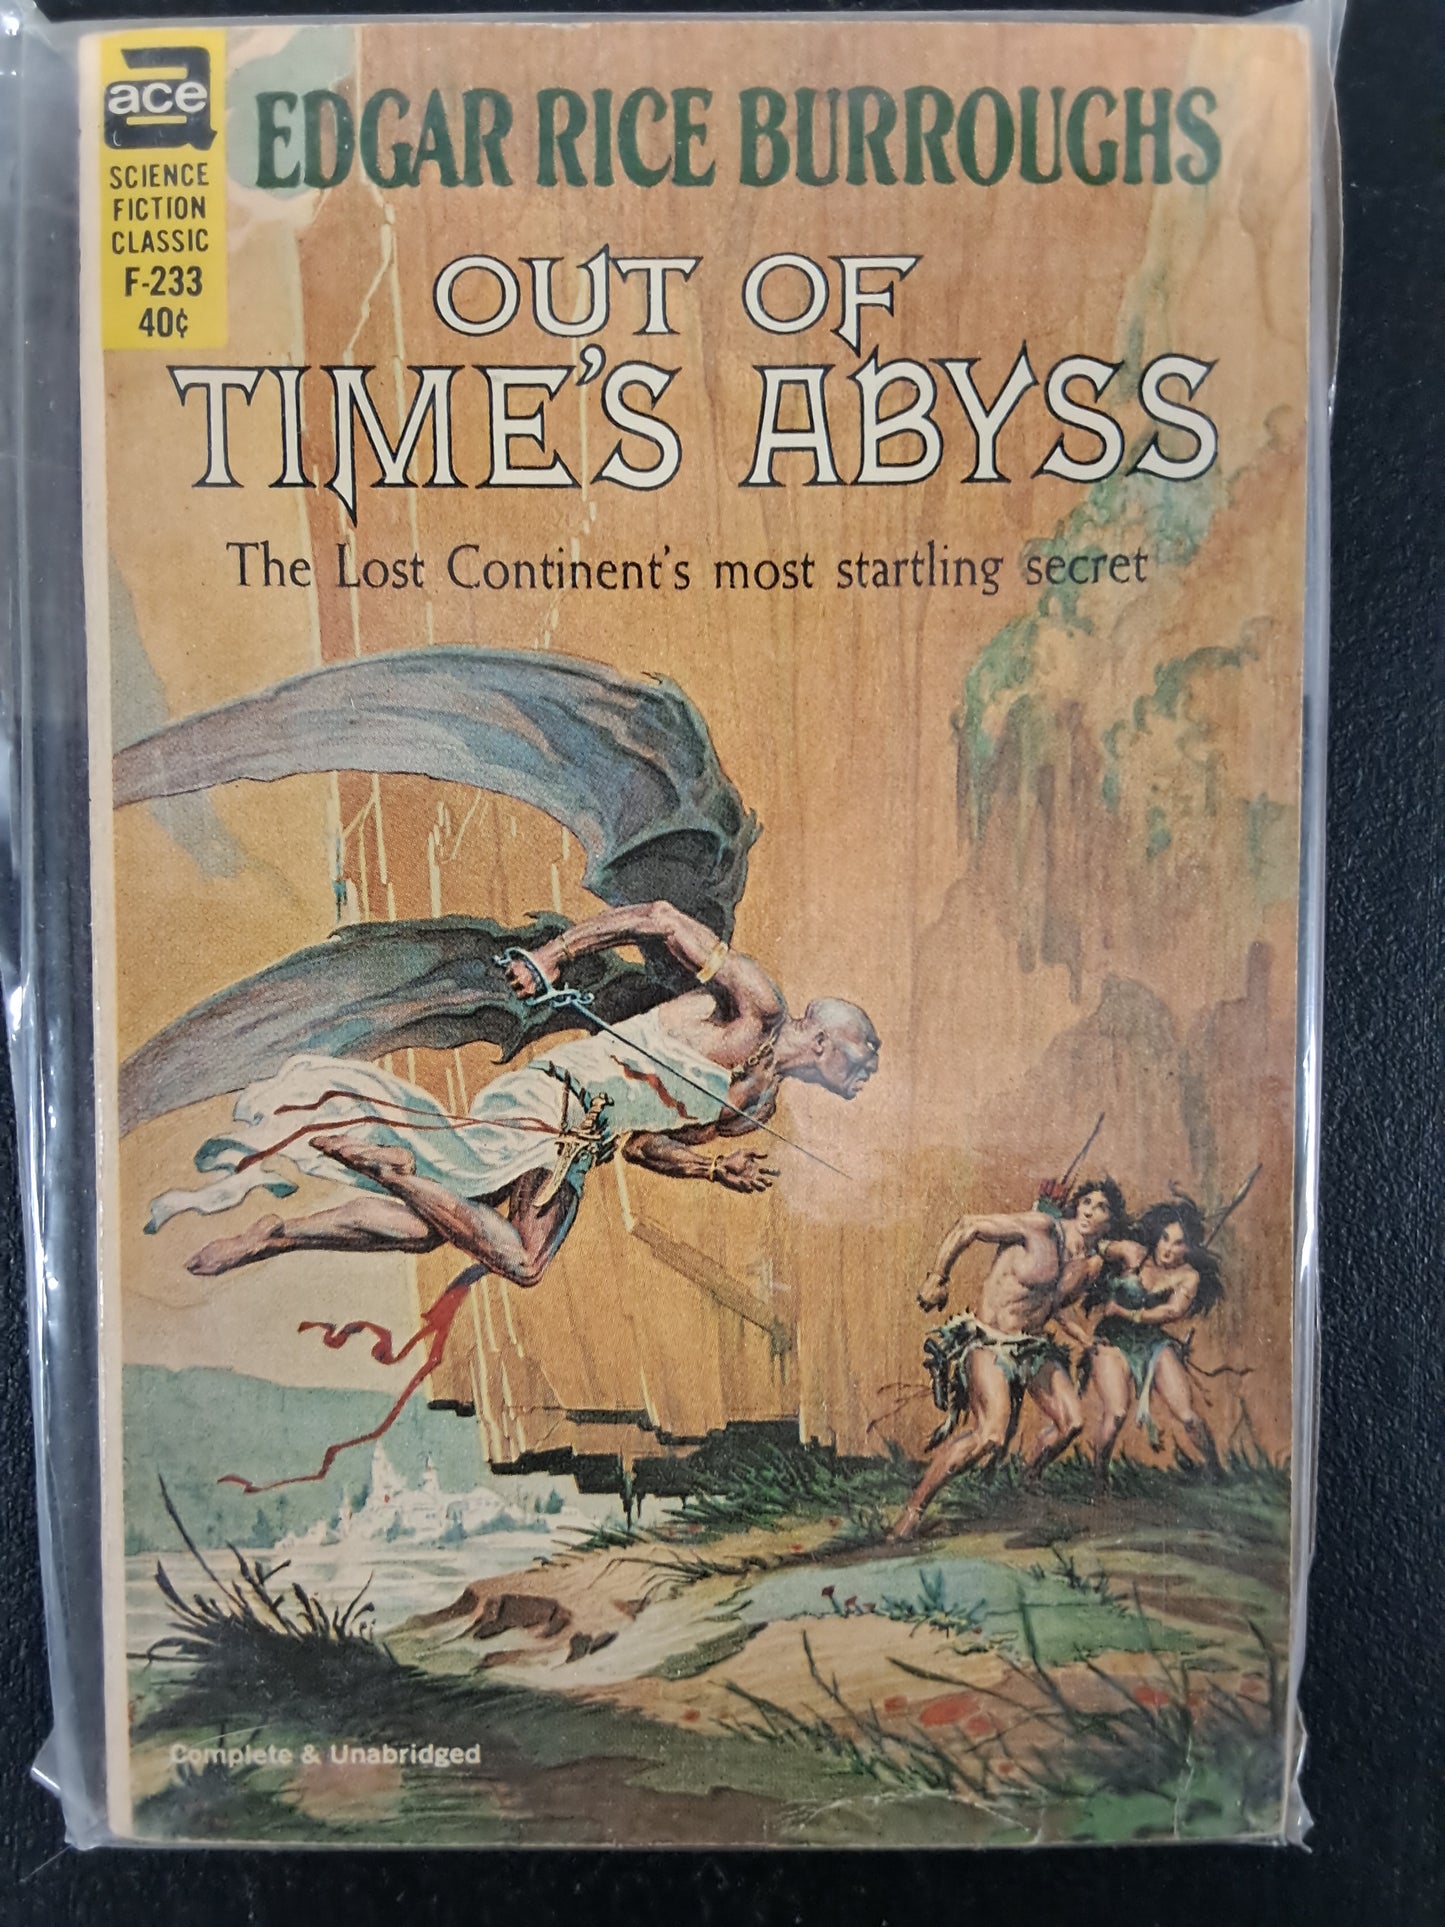 ace
SCIENCE
FICTION
CLASSIC
F-233
40¢
EDGAR RICE BURROUGHS
OUT OF
TIME'S ABYSS
The Lost Continent's most startling secret
Complete & Unabridged